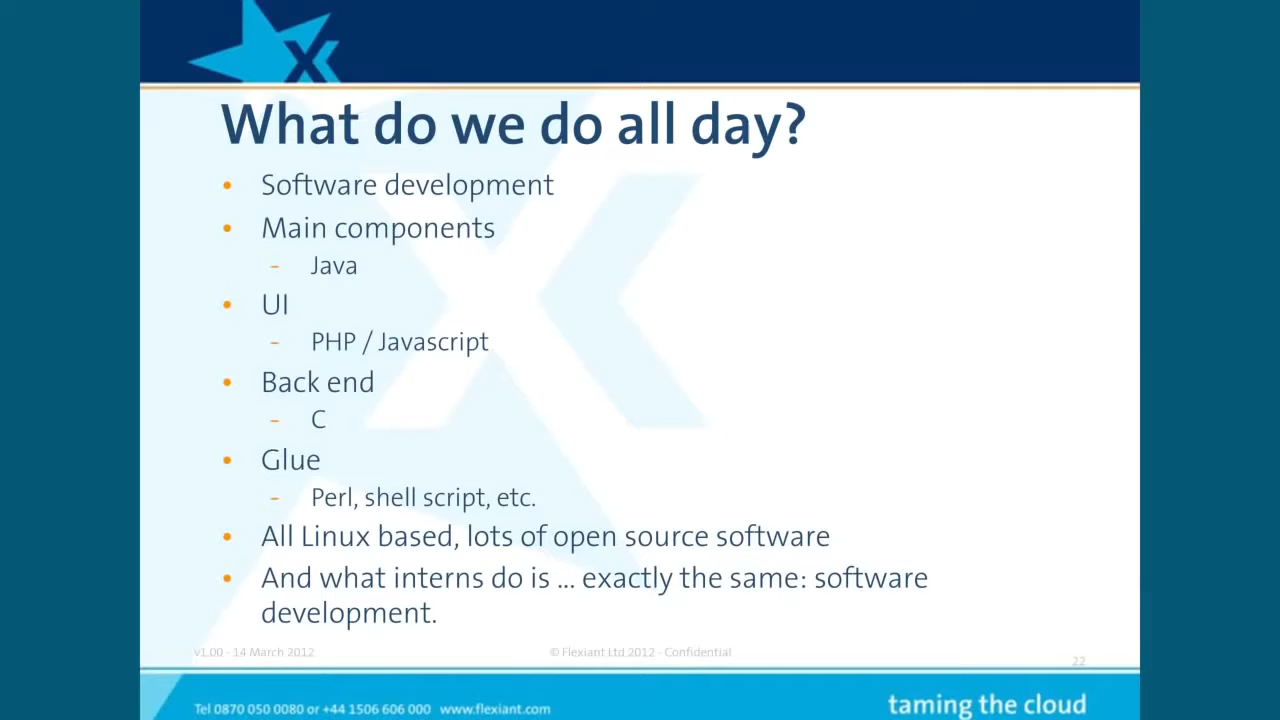 What do we do all day?
• Software development
• Main components
- Java
• UI
- PHP / Javascript
• Back end
- C
• Glue
- Perl, shell script, etc.
• All Linux based, lots of open source software
• And what interns do is ... exactly the same: software
development.
v1.00 - 14 March 2012
© Flexiant Ltd 2012 - Confidential
22
Tel 0870 050 0080 or +44 1506 606 000 www.flexiant.com
taming the cloud